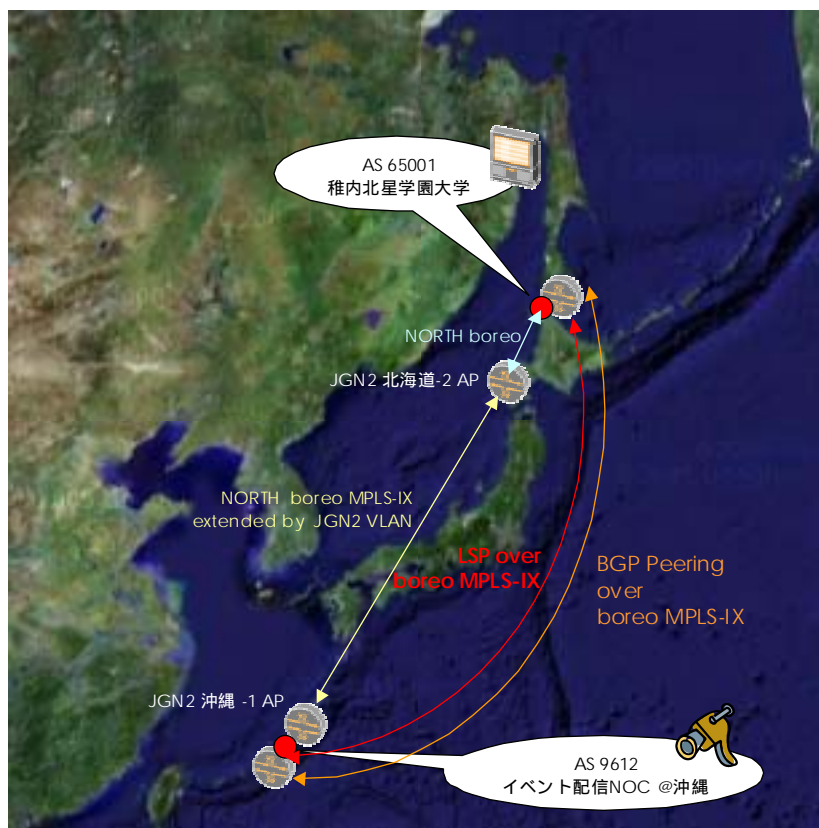 AS 65001
稚内北星学園大学
NORTH boreo
JGN2 北海道-2 AP
NORTH boreo MPLS-IX
extended by JGN2 VLAN
LSP over
boreo MPLS-IX
BGP Peering
over
boreo MPLS-IX
JGN2 沖縄 -1 AP
AS 9612
イベント配信NOC @沖縄